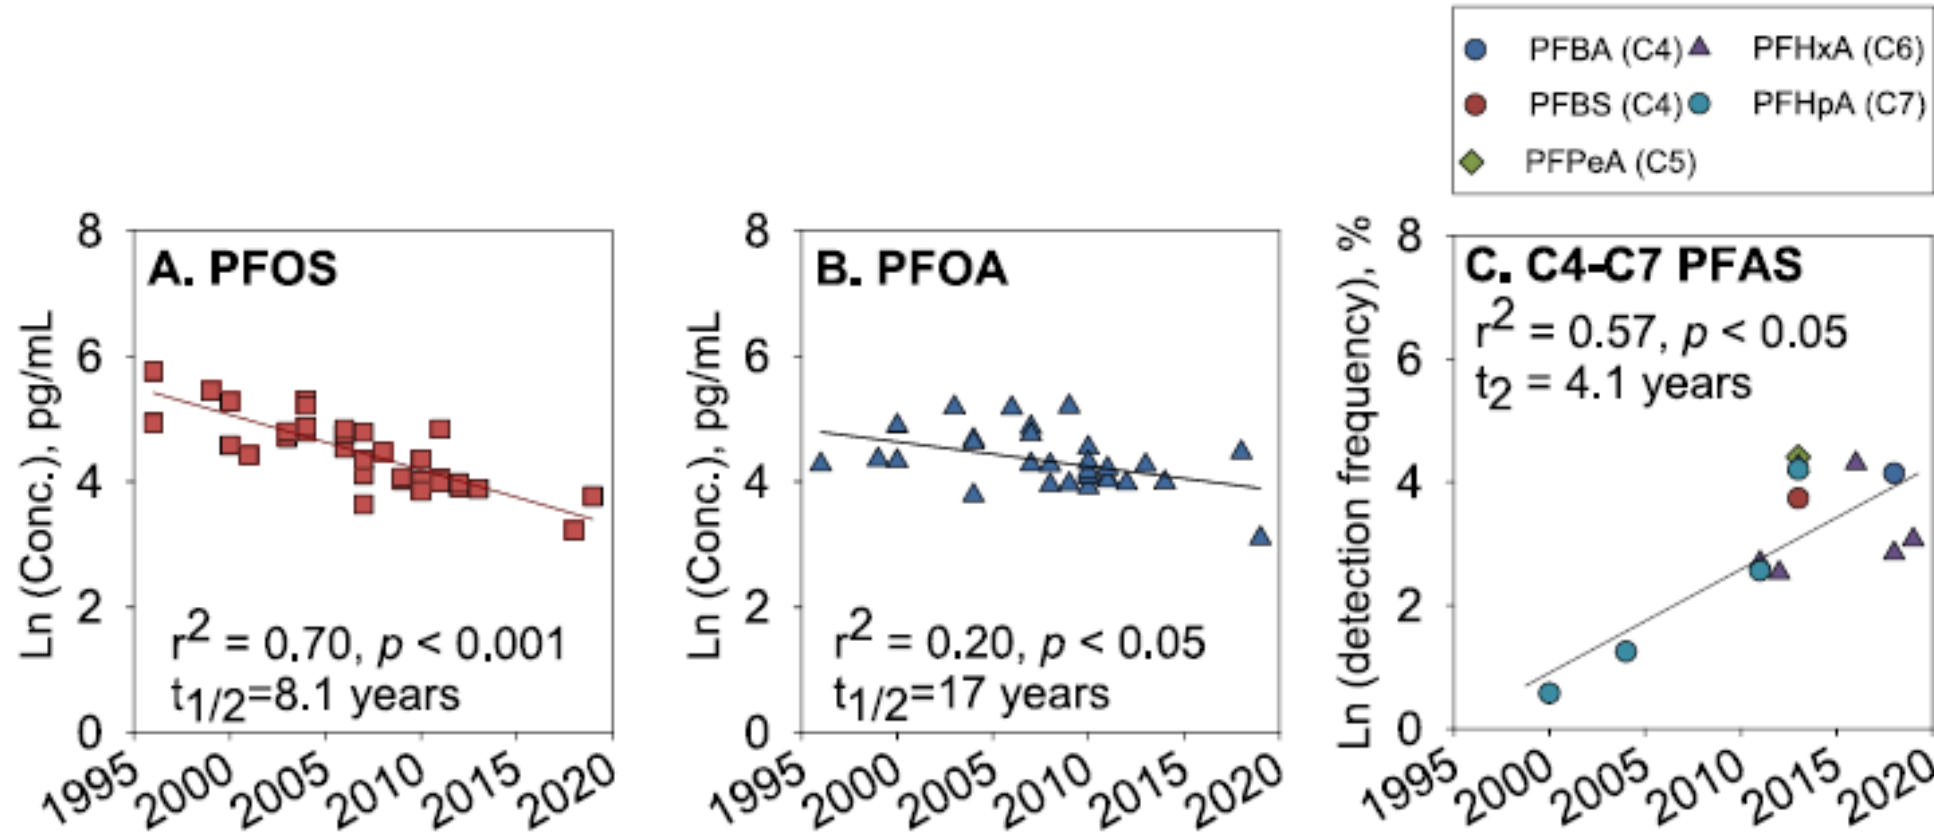 PFBA (C4) PFHxA (C6)
PFBS (C4) PFHpA (C7)
PFPeA (C5)
A. PFOS
Ln (Conc.), pg/mL
8
6
4
2
0
r2 = 0.70, p < 0.001
t1/2=8.1 years
1995 2000 2005 2010 2015 2020
B. PFOA
Ln (Conc.), pg/mL
8
6
4
2
0
r2 = 0.20, p < 0.05
t1/2=17 years
1995 2000 2005 2010 2015 2020
C. C4-C7 PFAS
r2 = 0.57, p < 0.05
t2 = 4.1 years
Ln (detection frequency), %
8
6
4
2
0
1995 2000 2005 2010 2015 2020